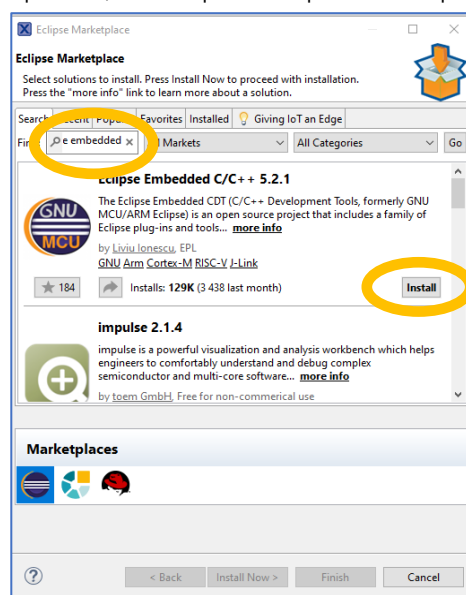 Eclipse Marketplace
Eclipse Marketplace
Select solutions to install. Press Install Now to proceed with installation.
Press the "more info" link to learn more about a solution.
Search Recent Popular Favorites Installed Giving IoT an Edge
Find: e embedded All Markets All Categories Go
Eclipse Embedded C/C++ 5.2.1
The Eclipse Embedded CDT (C/C++ Development Tools, formerly GNU
MCU/ARM Eclipse) is an open source project that includes a family of
Eclipse plug-ins and tools... more info
GNU
MCU
by Liviu Ionescu, EPL
GNU Arm Cortex-M RISC-V J-Link
184 Installs: 129K (3 438 last month) Install
impulse 2.1.4
impulse is a powerful visualization and analysis workbench which helps
engineers to comfortably understand and debug complex
semiconductor and multi-core software... more info
by toem GmbH, Free for non-commerical use
Marketplaces
< Back Install Now > Finish Cancel